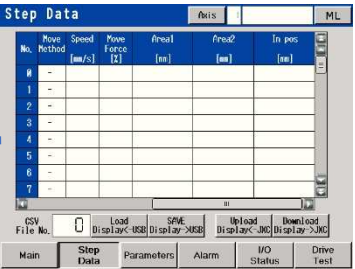 Step Data Axis 1 ML
No. Move Method Speed [mm/s] Move Force [%] Area1 [mm] Area2 [mm] In pos [mm]
0 -
1 -
2 -
3 -
4 -
5 -
6 -
7 -
CSV File No. 0 Load Display<-USB SAVE Display->USB Upload Display<-JXC Download Display->JXC
Main Step Data Parameters Alarm I/O Status Drive Test